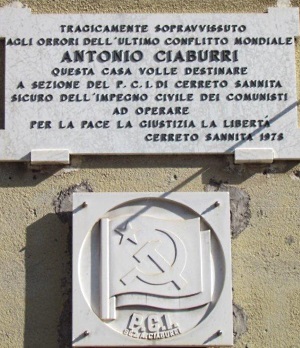 TRAGICAMENTE SOPRAVVISSUTO
AGLI ORRORI DELL'ULTIMO CONFLITTO MONDIALE
ANTONIO CIABURRI
QUESTA CASA VOLLE DESTINARE
A SEZIONE DEL P.C.I. DI CERRETO SANNITA
SICURO DELL'IMPEGNO CIVILE DEI COMUNISTI
AD OPERARE
PER LA PACE LA GIUSTIZIA LA LIBERTÀ
CERRETO SANNITA 1978
P.C.I.
CIABURRI